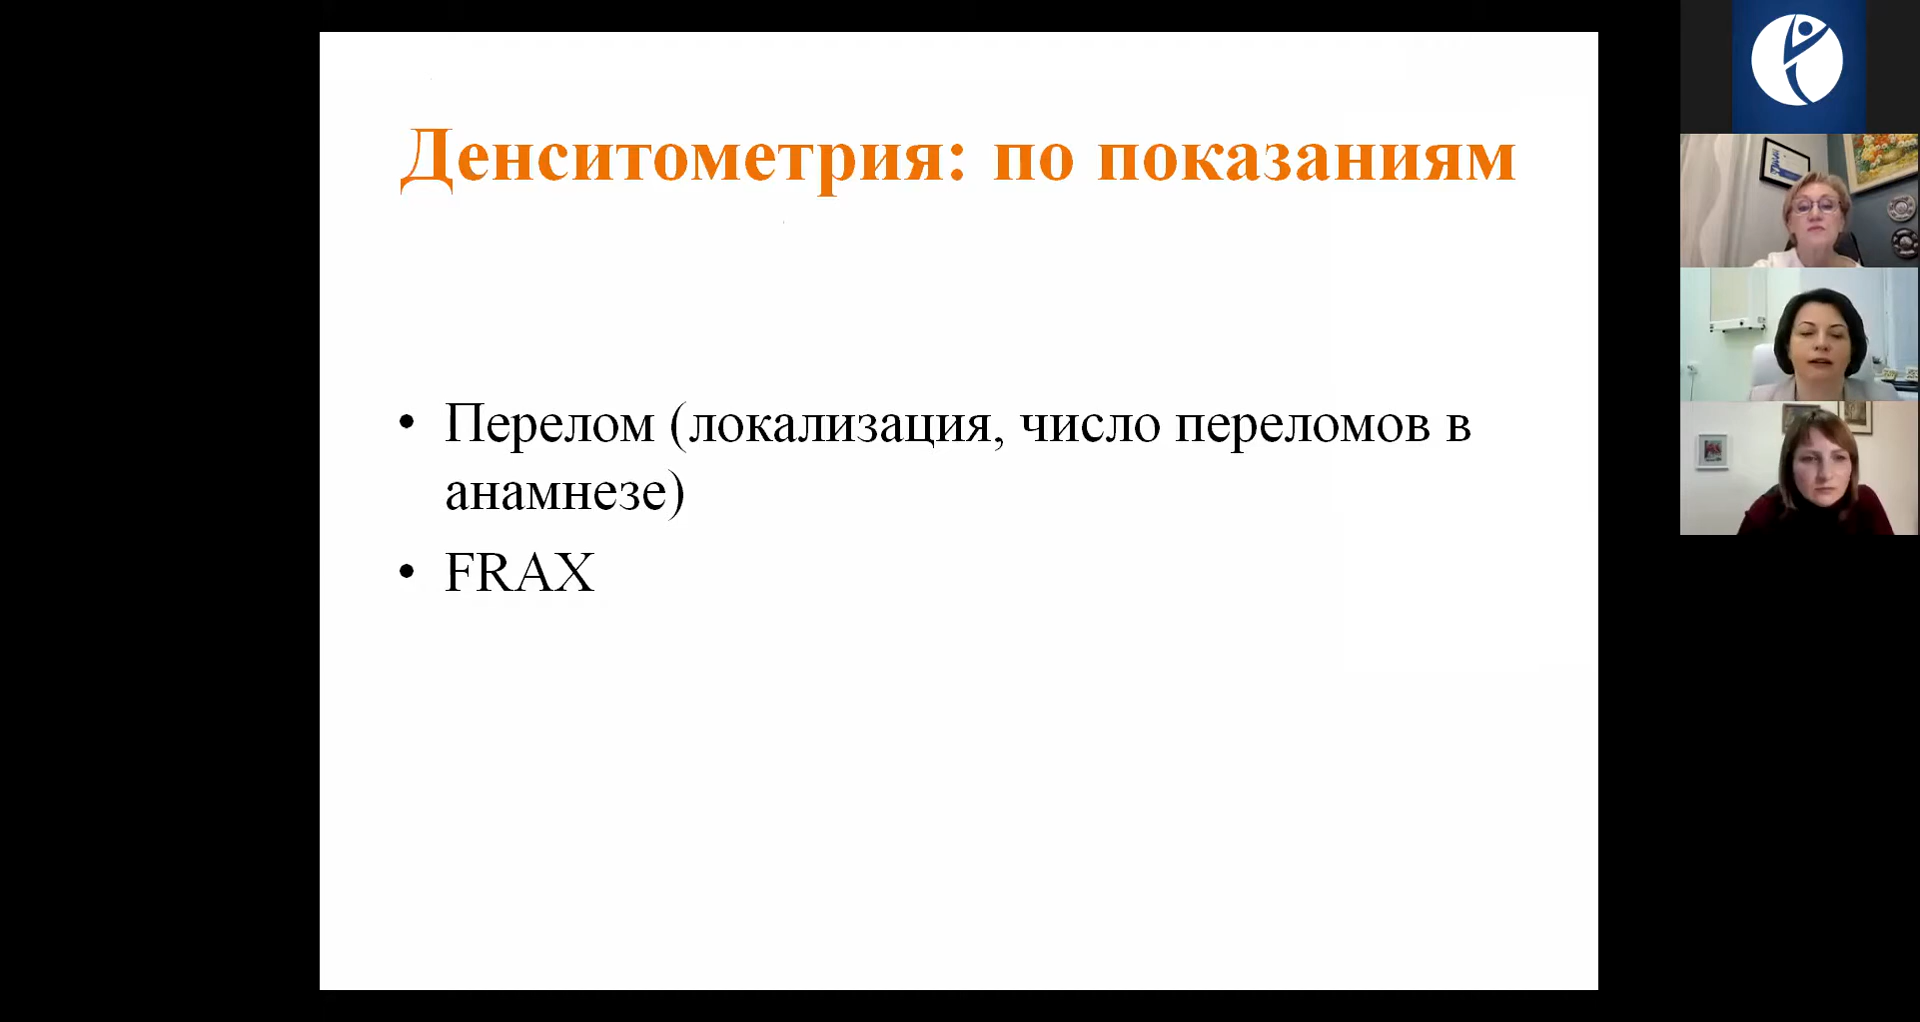 Денситометрия: по показаниям
• Перелом (локализация, число переломов в
анамнезе)
• FRAX